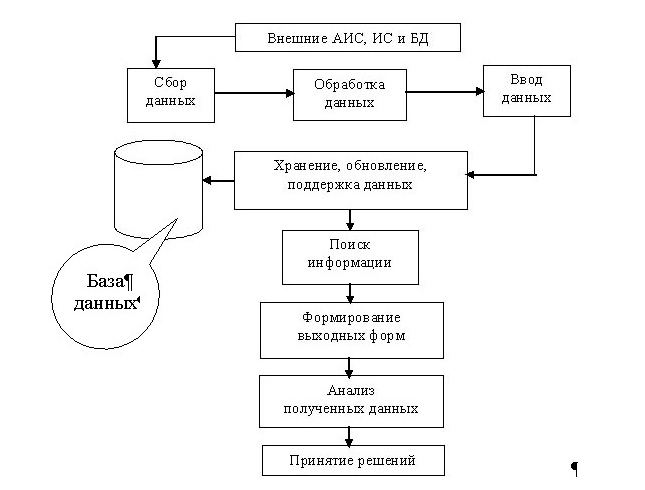 Внешние АИС, ИС и БД
Сбор
данных
Обработка
данных
Ввод
данных
Хранение, обновление,
поддержка данных
База¶
данных
Поиск
информации
Формирование
выходных форм
Анализ
полученных данных
Принятие решений
¶